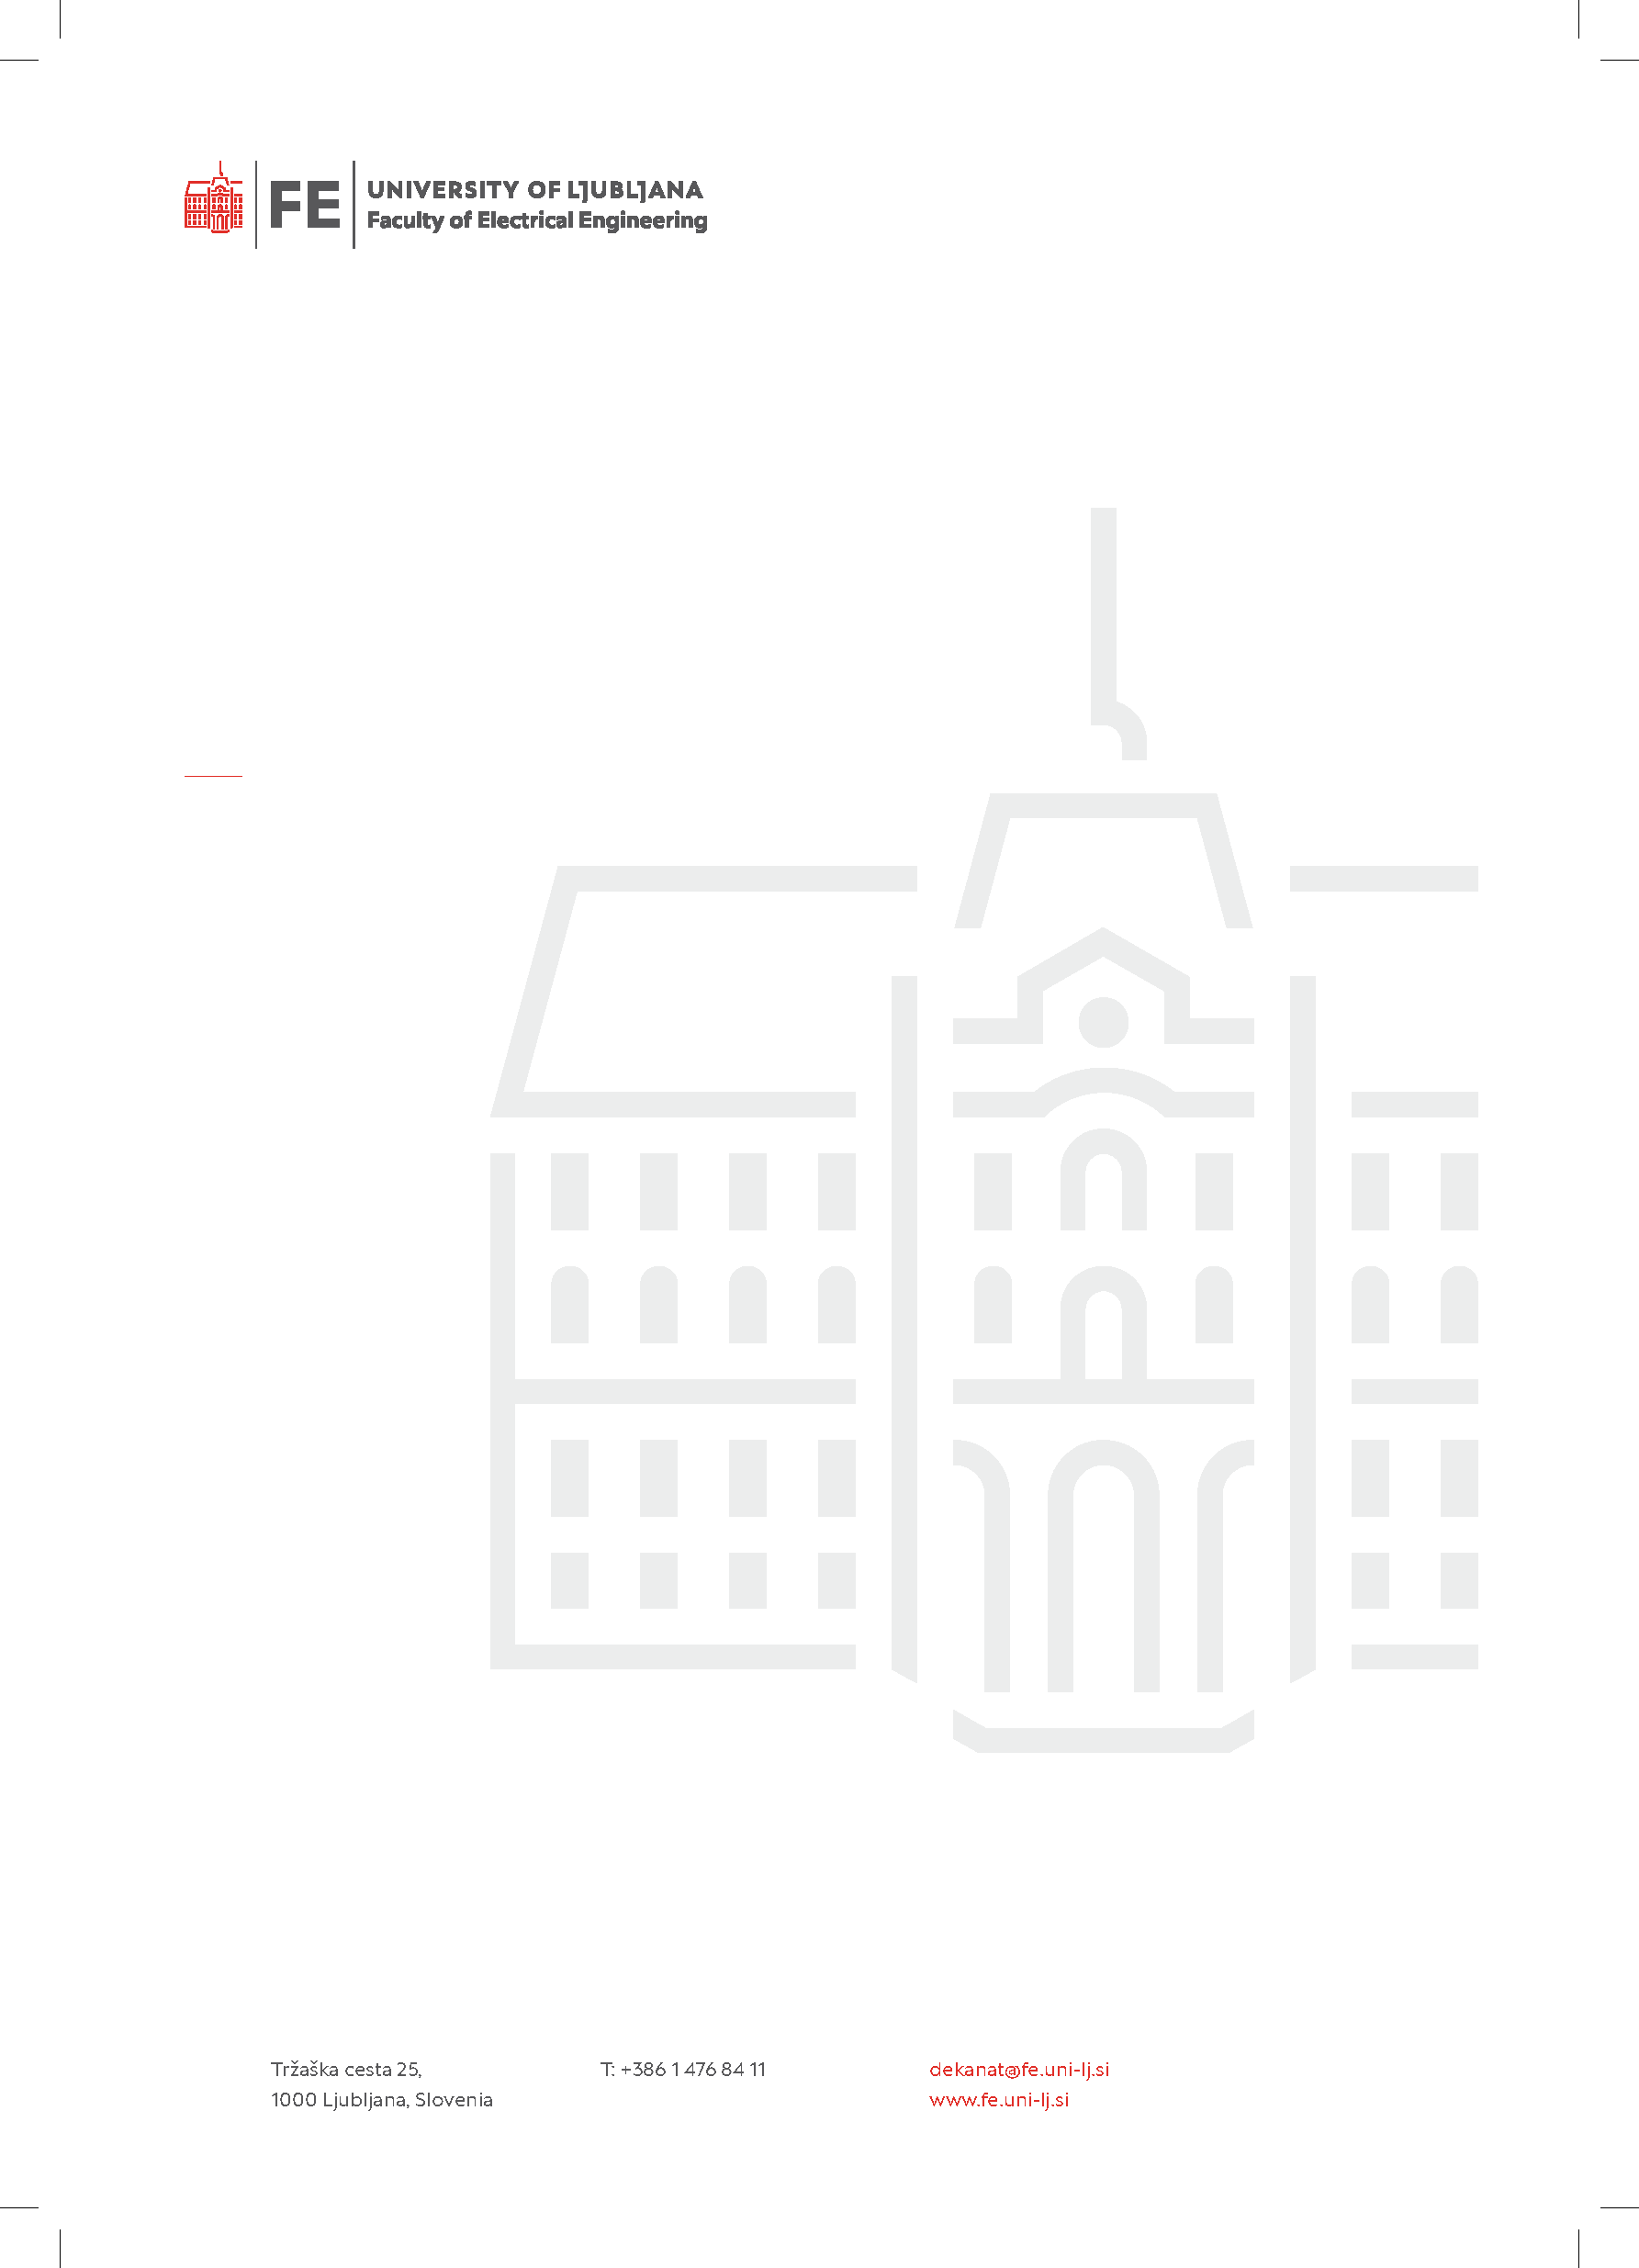 FE
UNIVERSITY OF LJUBLJANA
Faculty of Electrical Engineering
Tržaška cesta 25,
1000 Ljubljana, Slovenia
T: +386 1 476 84 11
dekanat@fe.uni-lj.si
www.fe.uni-lj.si